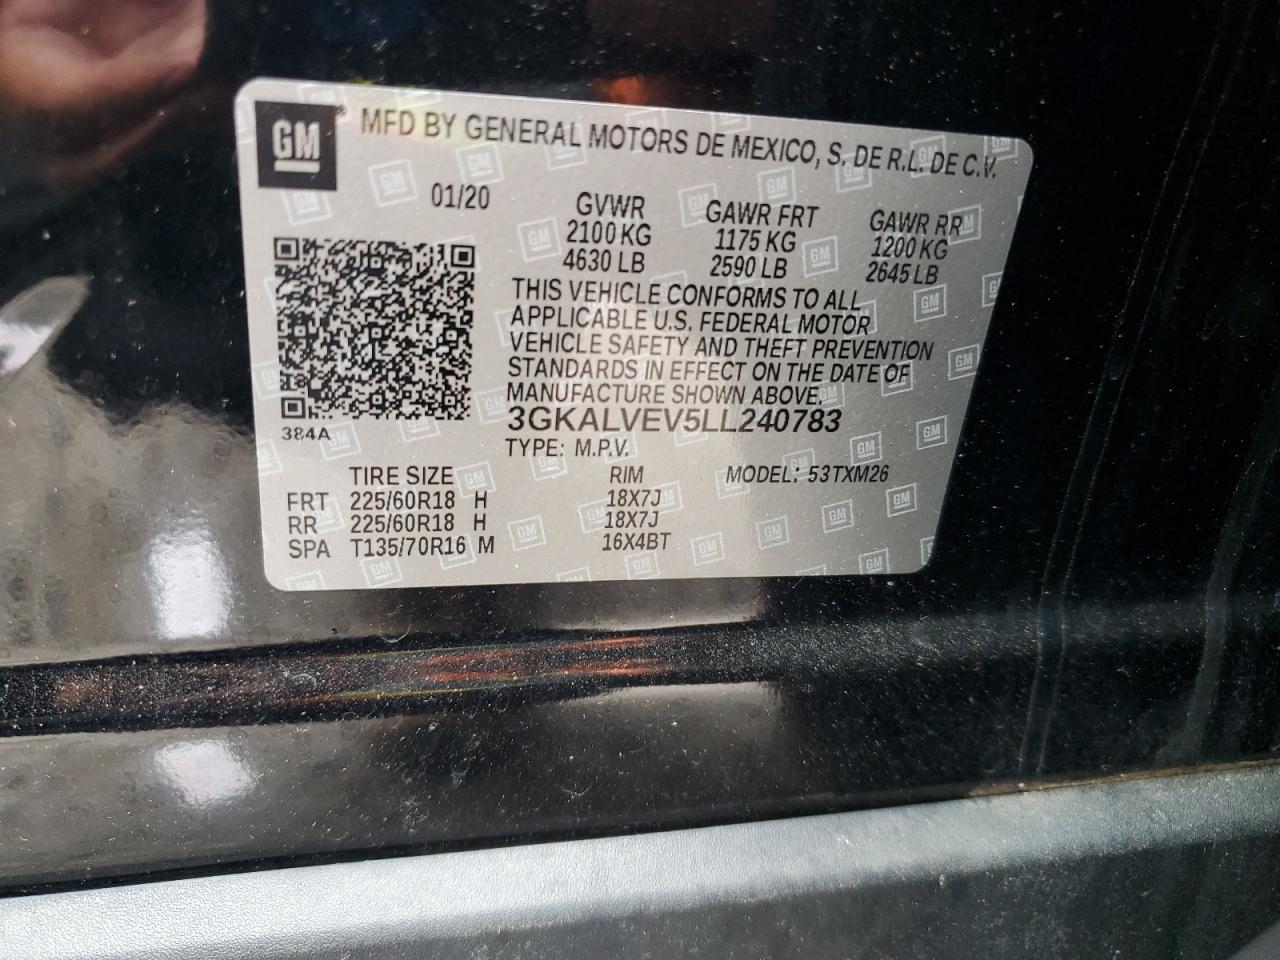 GM® MFD BY GENERAL MOTORS DE MEXICO, S. DE R.L. DE C.V.
01/20 GVWR GAWR FRT GAWR RR
2100 KG 1175 KG 1200 KG
4630 LB 2590 LB 2645 LB
THIS VEHICLE CONFORMS TO ALL
APPLICABLE U.S. FEDERAL MOTOR
VEHICLE SAFETY AND THEFT PREVENTION
STANDARDS IN EFFECT ON THE DATE OF
MANUFACTURE SHOWN ABOVE.
3GKALVEV5LL240783
384A
TYPE: M.P.V.
TIRE SIZE RIM MODEL: 53TXM26
FRT 225/60R18 H 18X7J
RR 225/60R18 H 18X7J
SPA T135/70R16 M 16X4BT